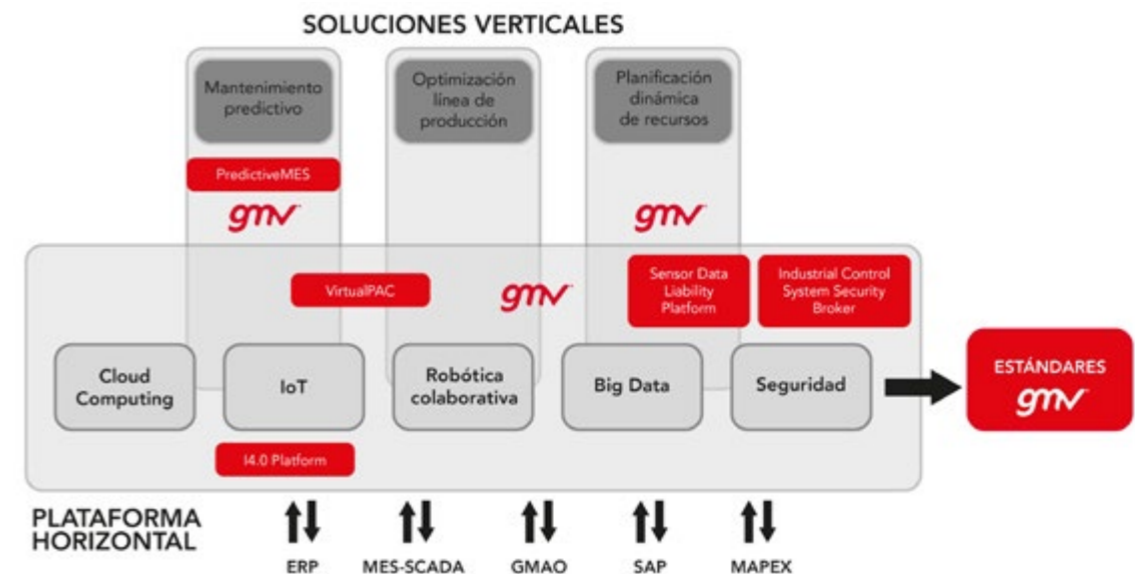 SOLUCIONES VERTICALES
Mantenimiento
predictivo
Optimización
línea de
producción
Planificación
dinámica
de recursos
PredictiveMES
gmv
gmv
VirtualPAC
gmv
Sensor Data
Liability
Platform
Industrial Control
System Security
Broker
Cloud
Computing
IoT
Robótica
colaborativa
Big Data
Seguridad
ESTÁNDARES
gmv
I4.0 Platform
PLATAFORMA
HORIZONTAL
ERP
MES-SCADA
GMAO
SAP
MAPEX